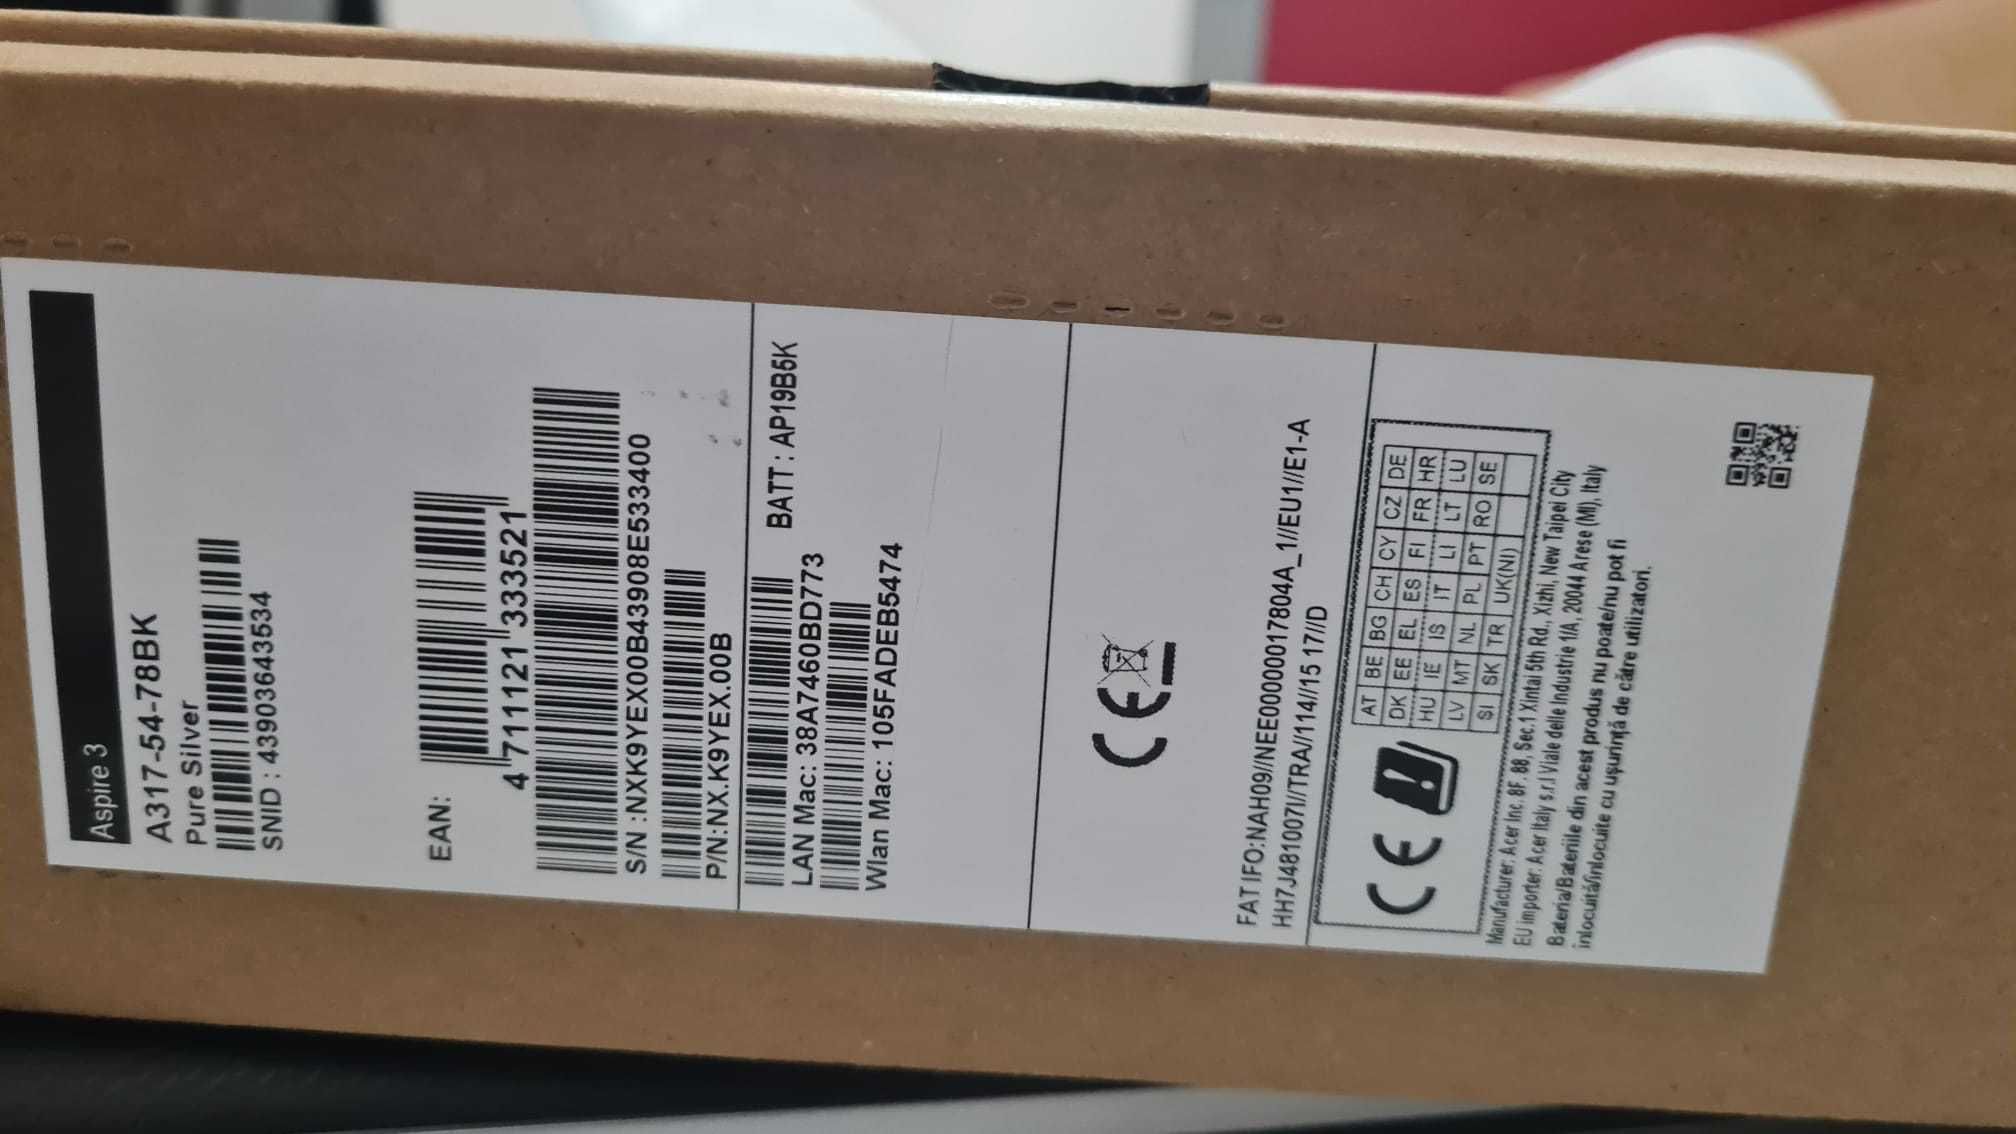 Aspire 3
A317-54-78BK
Pure Silver
SNID : 43903643534
EAN:
4 711121 333521
S/N :NXK9YEX00B43908E533400
P/N:NX.K9YEX.00B
LAN Mac: 38A7460BD773 BATT : AP19B5K
Wlan Mac: 105FADEB5474
CE
FAT IFO:NAH09//NEE0000017804A_1//EU1//E1-A
HH7J481007I//TRA//114//15 17//D
CE
AT BE BG CH CY CZ DE
DK EE EL ES FI FR HR
HU IE IS IT LI LT LU
LV MT NL PL PT RO SE
SI SK TR UK(NI)
Manufacturer: Acer Inc. 8F, 88, Sec.1 Xintai 5th Rd., Xizhi, New Taipei City
EU importer: Acer Italy s.r.l Viale delle Industrie 1/A, 20044 Arese (MI), Italy
Bateria/Bateriile din acest produs nu poate/nu pot fi
înlocuită/înlocuite cu ușurință de către utilizatori.